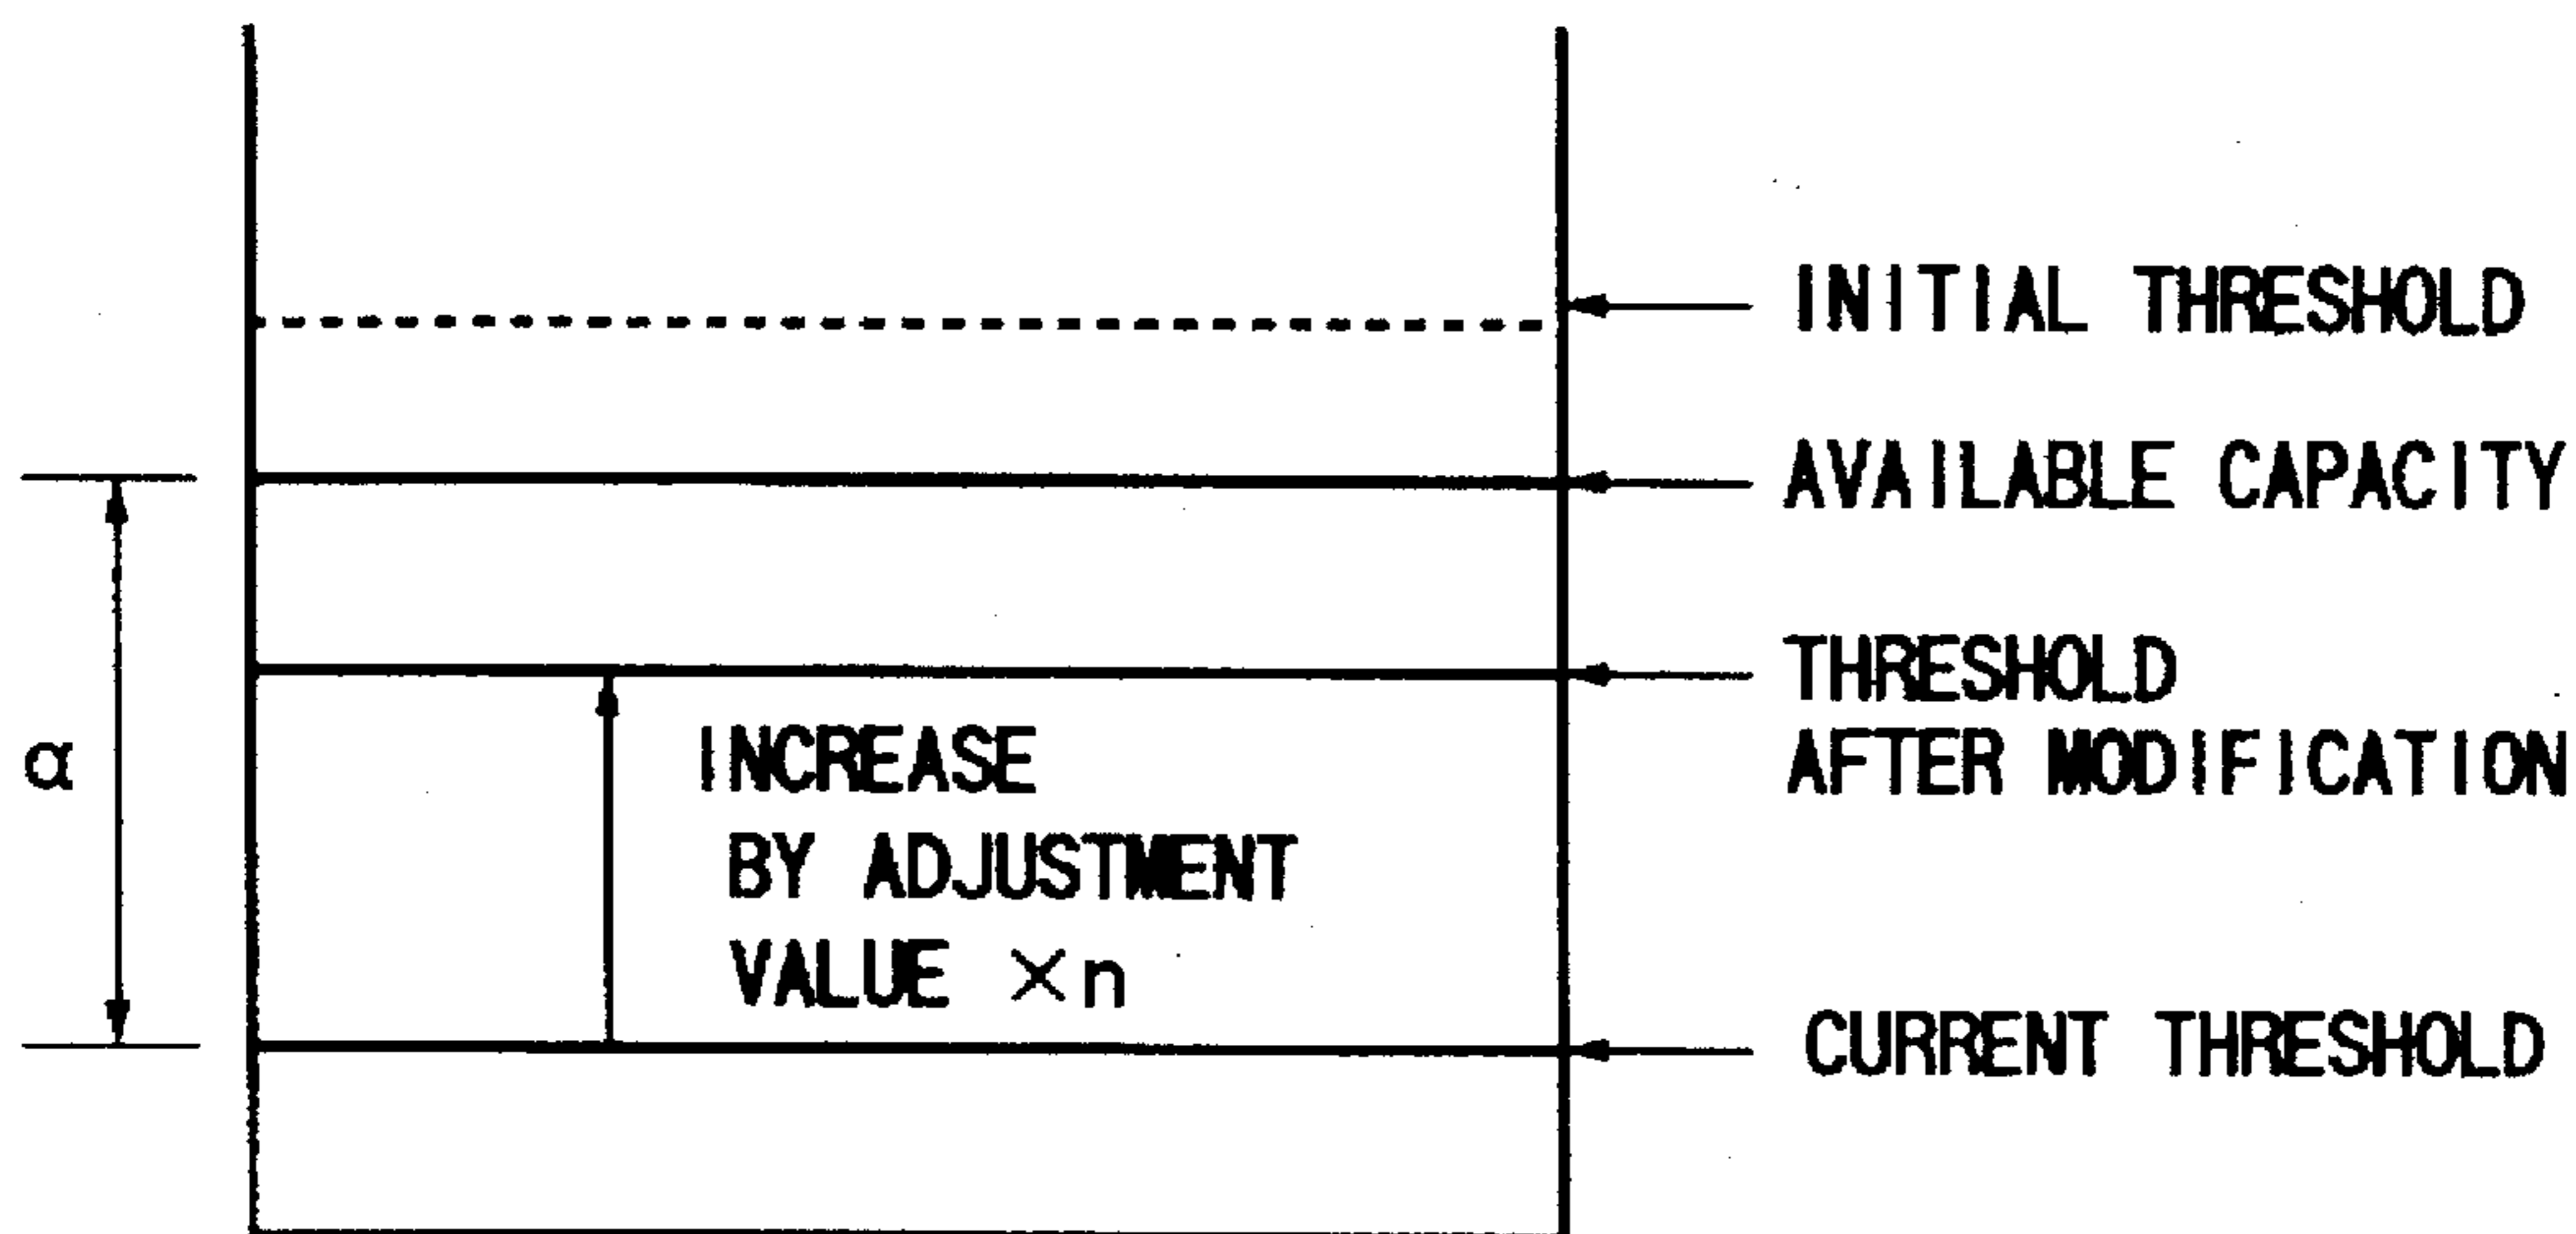 INITIAL THRESHOLD
AVAILABLE CAPACITY
THRESHOLD
AFTER MODIFICATION
α
INCREASE
BY ADJUSTMENT
VALUE ×n
CURRENT THRESHOLD